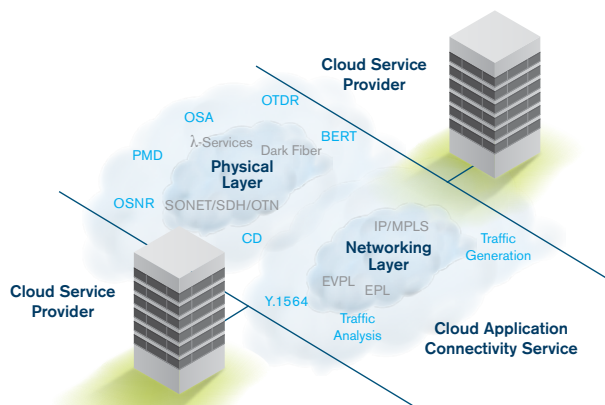 Cloud Service
Provider
OTDR
OSA
BERT
λ-Services
Dark Fiber
PMD
Physical
Layer
OSNR
SONET/SDH/OTN
CD
IP/MPLS
Networking
Layer
Traffic
Generation
EVPL
EPL
Cloud Service
Provider
Y.1564
Traffic
Analysis
Cloud Application
Connectivity Service